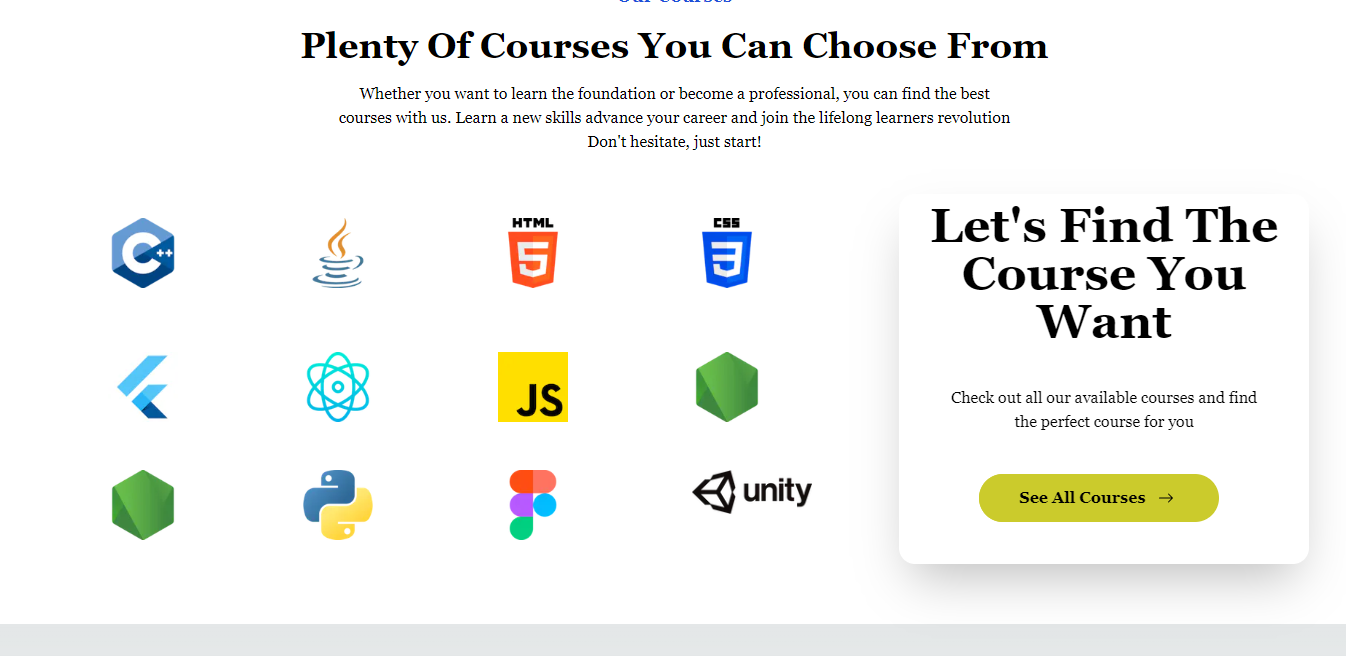 Our Courses
Plenty Of Courses You Can Choose From
Whether you want to learn the foundation or become a professional, you can find the best
courses with us. Learn a new skills advance your career and join the lifelong learners revolution
Don't hesitate, just start!
C++
HTML
5
CSS
3
JS
unity
Let's Find The
Course You
Want
Check out all our available courses and find
the perfect course for you
See All Courses →